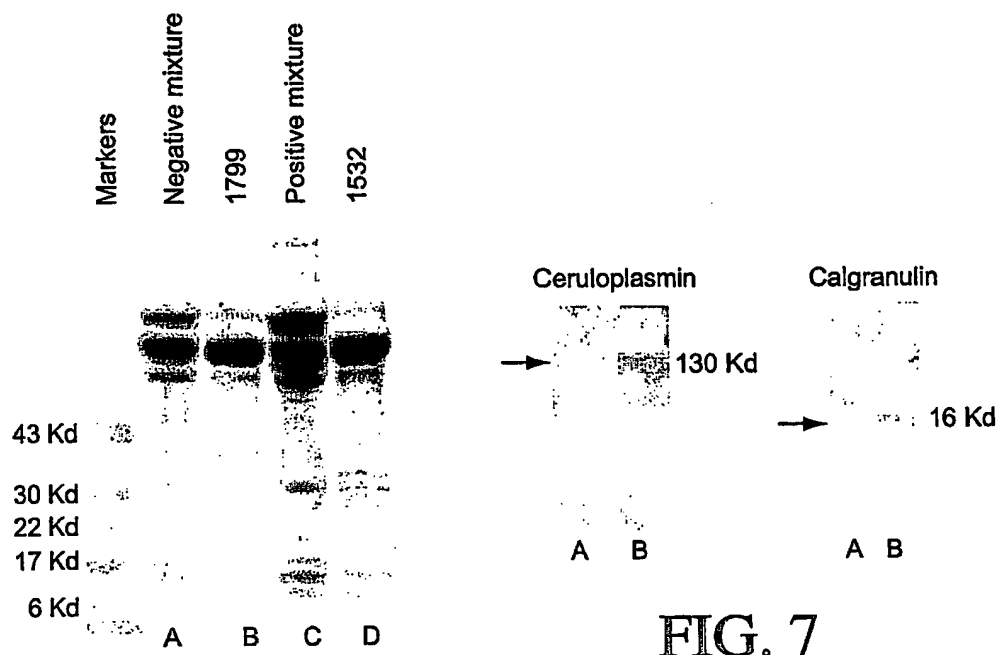 Markers
Negative mixture
1799
Positive mixture
1532
43 Kd
30 Kd
22 Kd
17 Kd
6 Kd
A B C D
Ceruloplasmin
130 Kd
A B
Calgranulin
16 Kd
A B
FIG. 7